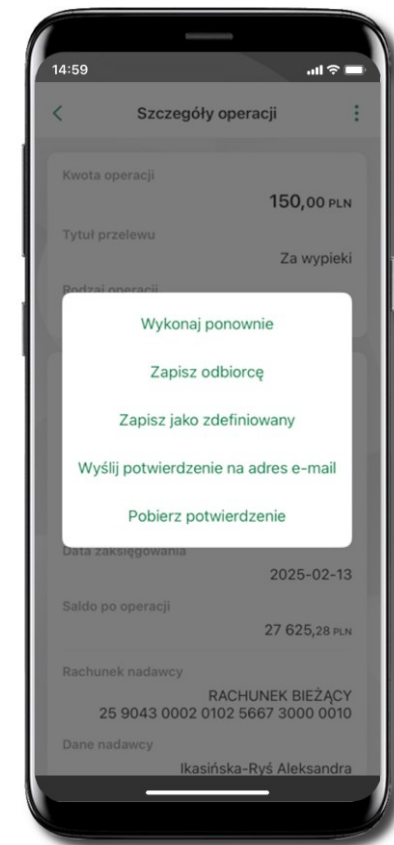 14:59
Szczegóły operacji
Kwota operacji
150,00 PLN
Tytuł przelewu
Za wypieki
Rodzaj operacji
Wykonaj ponownie
Zapisz odbiorcę
Zapisz jako zdefiniowany
Wyślij potwierdzenie na adres e-mail
Pobierz potwierdzenie
Data zaksięgowania
2025-02-13
Saldo po operacji
27 625,28 PLN
Rachunek nadawcy
RACHUNEK BIEŻĄCY
25 9043 0002 0102 5667 3000 0010
Dane nadawcy
Ikasińska-Ryś Aleksandra